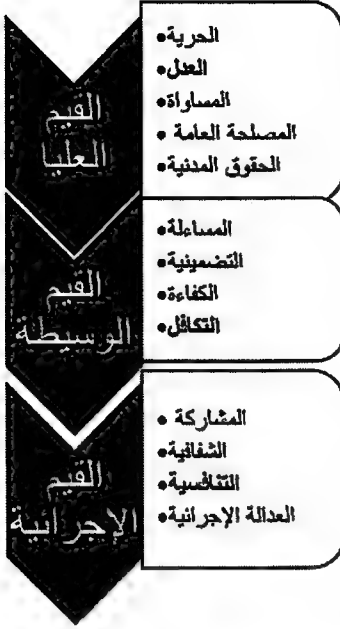 القيم
العليا
الحرية
العدل
المساواة
المصلحة العامة
الحقوق المدنية
القيم
الوسيطة
المساءلة
التضمينية
الكفاءة
التكافل
القيم
الإجرائية
المشاركة
الشفافية
التنافسية
العدالة الإجرائية